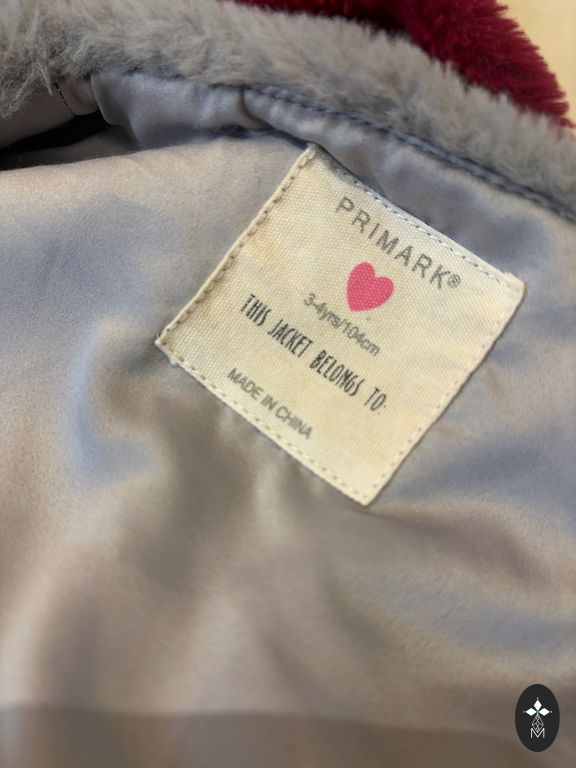 PRIMARK®
3-4yrs/104cm
THIS JACKET BELONGS TO:
MADE IN CHINA